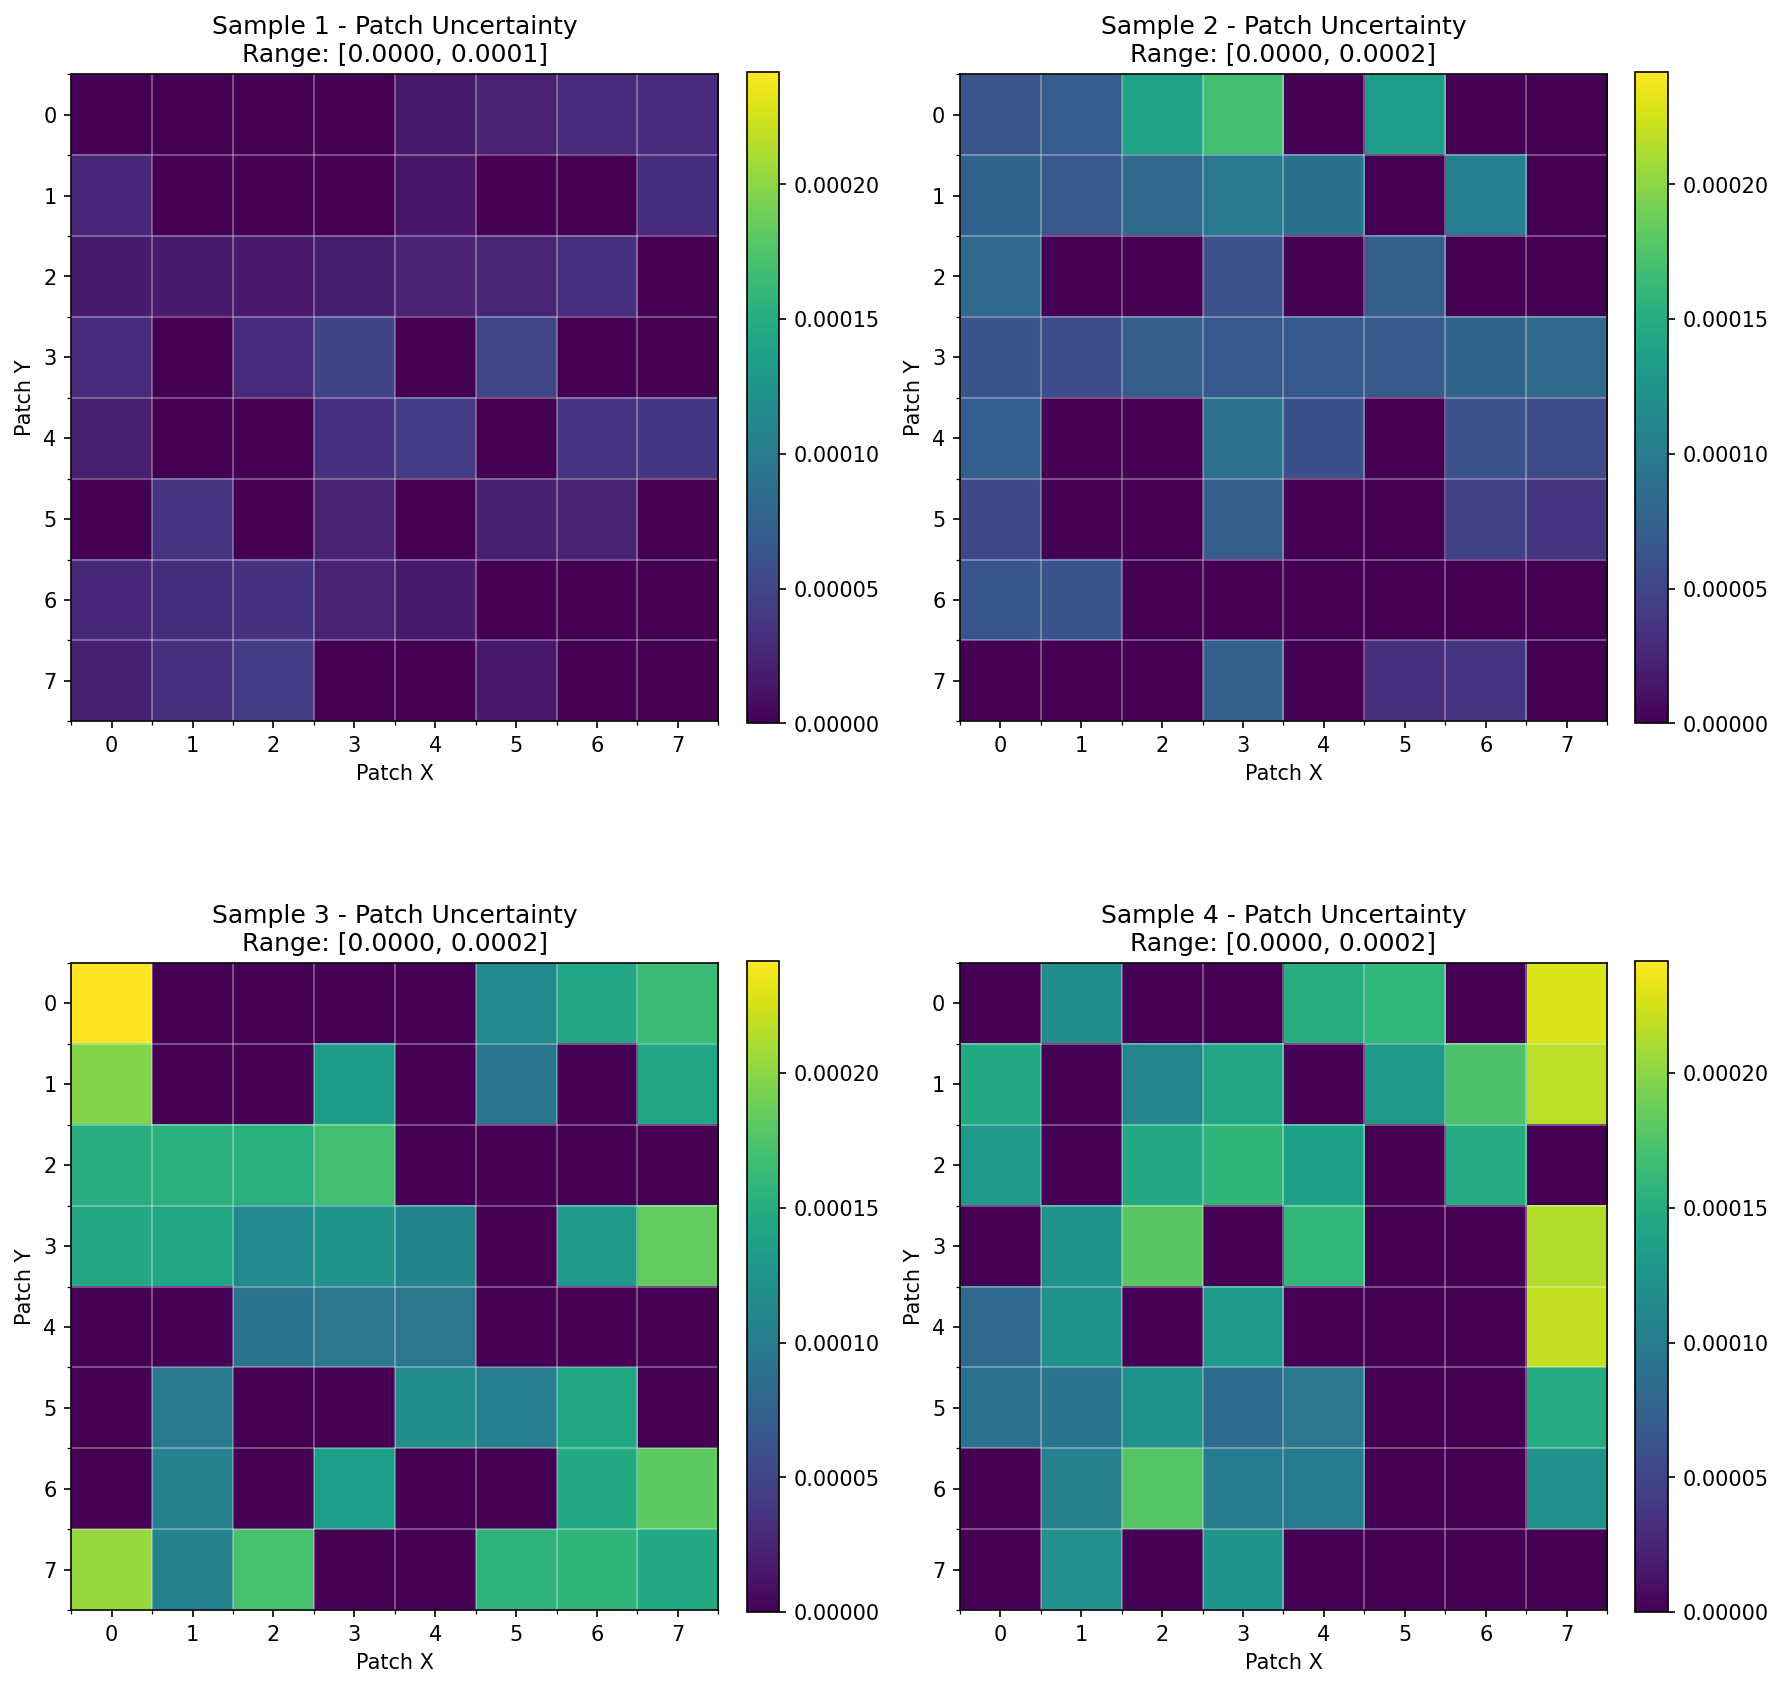 Sample 1 - Patch Uncertainty
Range: [0.0000, 0.0001]
Patch Y
0
1
2
3
4
5
6
7
0 1 2 3 4 5 6 7
Patch X
0.00020
0.00015
0.00010
0.00005
0.00000
Sample 2 - Patch Uncertainty
Range: [0.0000, 0.0002]
Patch Y
0
1
2
3
4
5
6
7
0 1 2 3 4 5 6 7
Patch X
0.00020
0.00015
0.00010
0.00005
0.00000
Sample 3 - Patch Uncertainty
Range: [0.0000, 0.0002]
Patch Y
0
1
2
3
4
5
6
7
0 1 2 3 4 5 6 7
Patch X
0.00020
0.00015
0.00010
0.00005
0.00000
Sample 4 - Patch Uncertainty
Range: [0.0000, 0.0002]
Patch Y
0
1
2
3
4
5
6
7
0 1 2 3 4 5 6 7
Patch X
0.00020
0.00015
0.00010
0.00005
0.00000